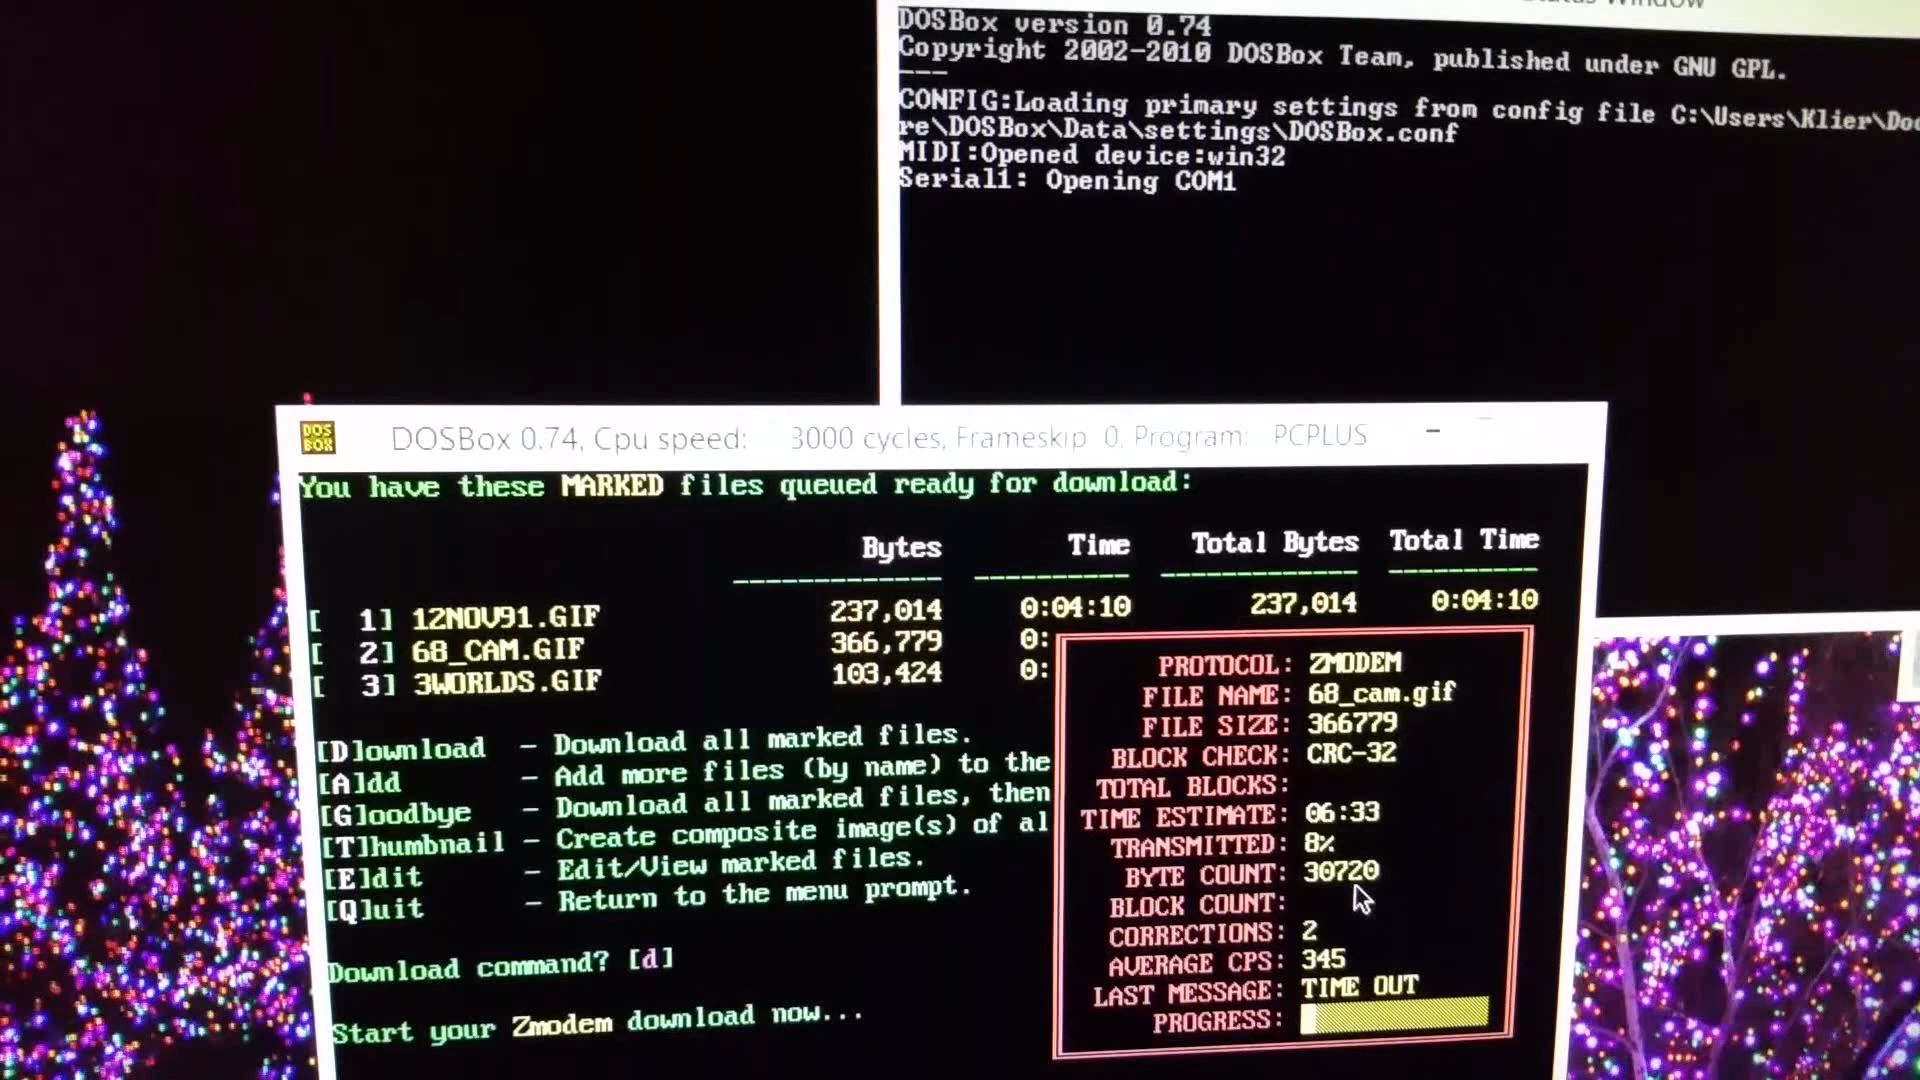 Window
DOSBox version 0.74
Copyright 2002-2010 DOSBox Team, published under GNU GPL.
---
CONFIG:Loading primary settings from config file C:\Users\Klier\Doc
re\DOSBox\Data\settings\DOSBox.conf
MIDI:Opened device:win32
Serial1: Opening COM1
DOS BOX
DOSBox 0.74, Cpu speed: 3000 cycles, Frameskip 0, Program: PCPLUS
You have these MARKED files queued ready for download:
Bytes Time Total Bytes Total Time
[ 1] 12NOV91.GIF 237,014 0:04:10 237,014 0:04:10
[ 2] 68_CAM.GIF 366,779 0:
[ 3] 3WORLDS.GIF 103,424 0:
[D]ownload - Download all marked files.
[A]dd - Add more files (by name) to the
[G]oodbye - Download all marked files, then
[T]humbnail - Create composite image(s) of al
[E]dit - Edit/View marked files.
[Q]uit - Return to the menu prompt.
Download command? [d]
Start your Zmodem download now...
PROTOCOL: ZMODEM
FILE NAME: 68_cam.gif
FILE SIZE: 366779
BLOCK CHECK: CRC-32
TOTAL BLOCKS:
TIME ESTIMATE: 06:33
TRANSMITTED: 8%
BYTE COUNT: 30720
BLOCK COUNT:
CORRECTIONS: 2
AVERAGE CPS: 345
LAST MESSAGE: TIME OUT
PROGRESS: